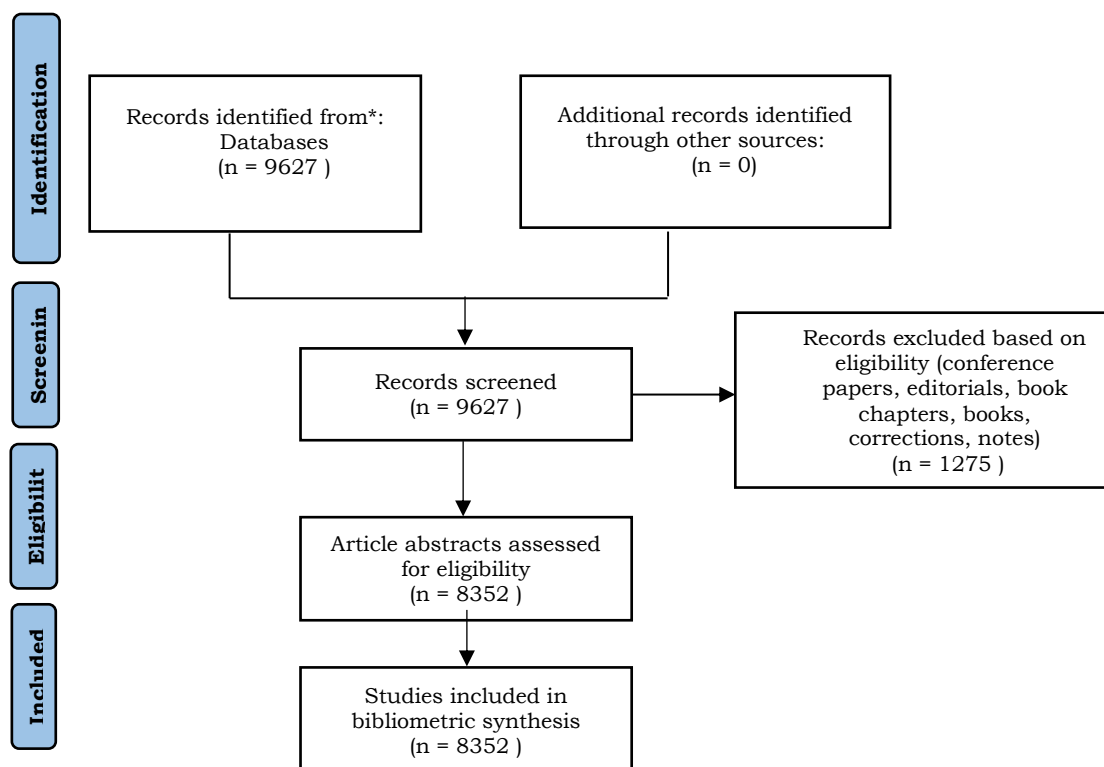 Identification
Records identified from*:
Databases
(n = 9627 )
Additional records identified
through other sources:
(n = 0)
Screenin
Records screened
(n = 9627 )
Records excluded based on
eligibility (conference
papers, editorials, book
chapters, books,
corrections, notes)
(n = 1275 )
Eligibilit
Article abstracts assessed
for eligibility
(n = 8352 )
Included
Studies included in
bibliometric synthesis
(n = 8352 )